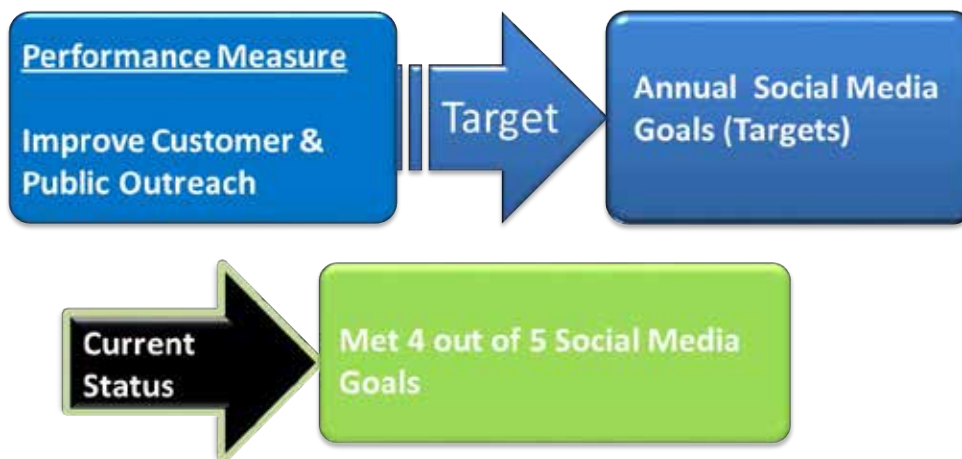 Performance Measure
Improve Customer &
Public Outreach
Target
Annual Social Media
Goals (Targets)
Current
Status
Met 4 out of 5 Social Media
Goals